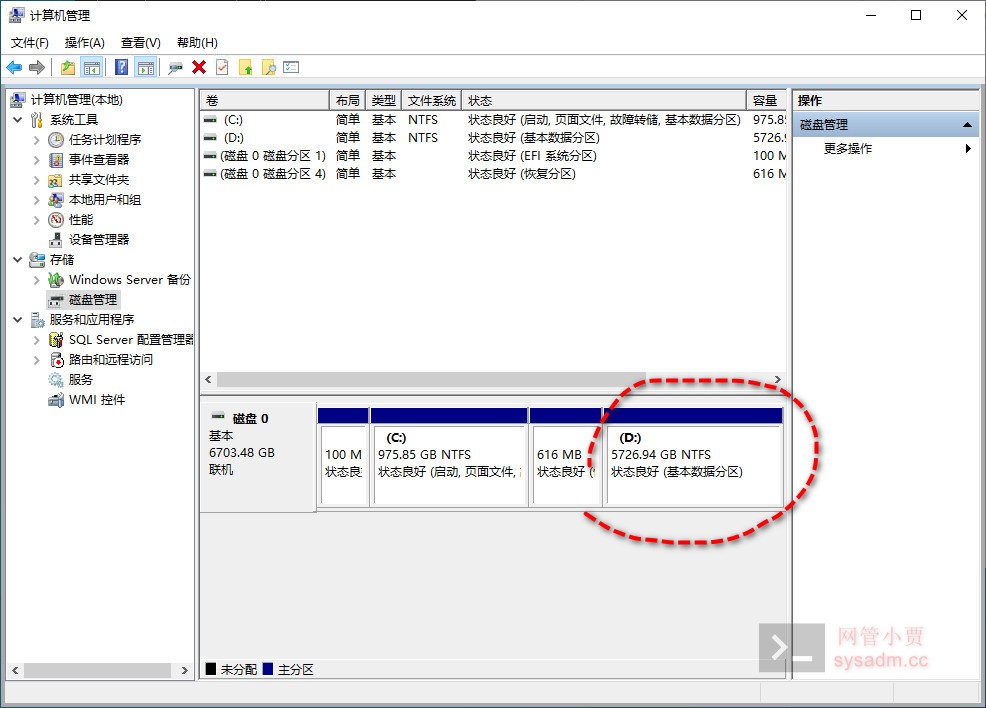 计算机管理
文件(F) 操作(A) 查看(V) 帮助(H)
计算机管理(本地)
系统工具
任务计划程序
事件查看器
共享文件夹
本地用户和组
性能
设备管理器
存储
Windows Server 备份
磁盘管理
服务和应用程序
SQL Server 配置管理器
路由和远程访问
服务
WMI 控件
卷 布局 类型 文件系统 状态 容量
(C:) 简单 基本 NTFS 状态良好 (启动, 页面文件, 故障转储, 基本数据分区) 975.8
(D:) 简单 基本 NTFS 状态良好 (基本数据分区) 5726.
(磁盘 0 磁盘分区 1) 简单 基本 状态良好 (EFI 系统分区) 100 M
(磁盘 0 磁盘分区 4) 简单 基本 状态良好 (恢复分区) 616 M
磁盘 0
基本
6703.48 GB
联机
100 M
状态良
(C:)
975.85 GB NTFS
状态良好 (启动, 页面文件,
616 MB
状态良好 (
(D:)
5726.94 GB NTFS
状态良好 (基本数据分区)
未分配 主分区
操作
磁盘管理
更多操作
网管小贾
sysadm.cc